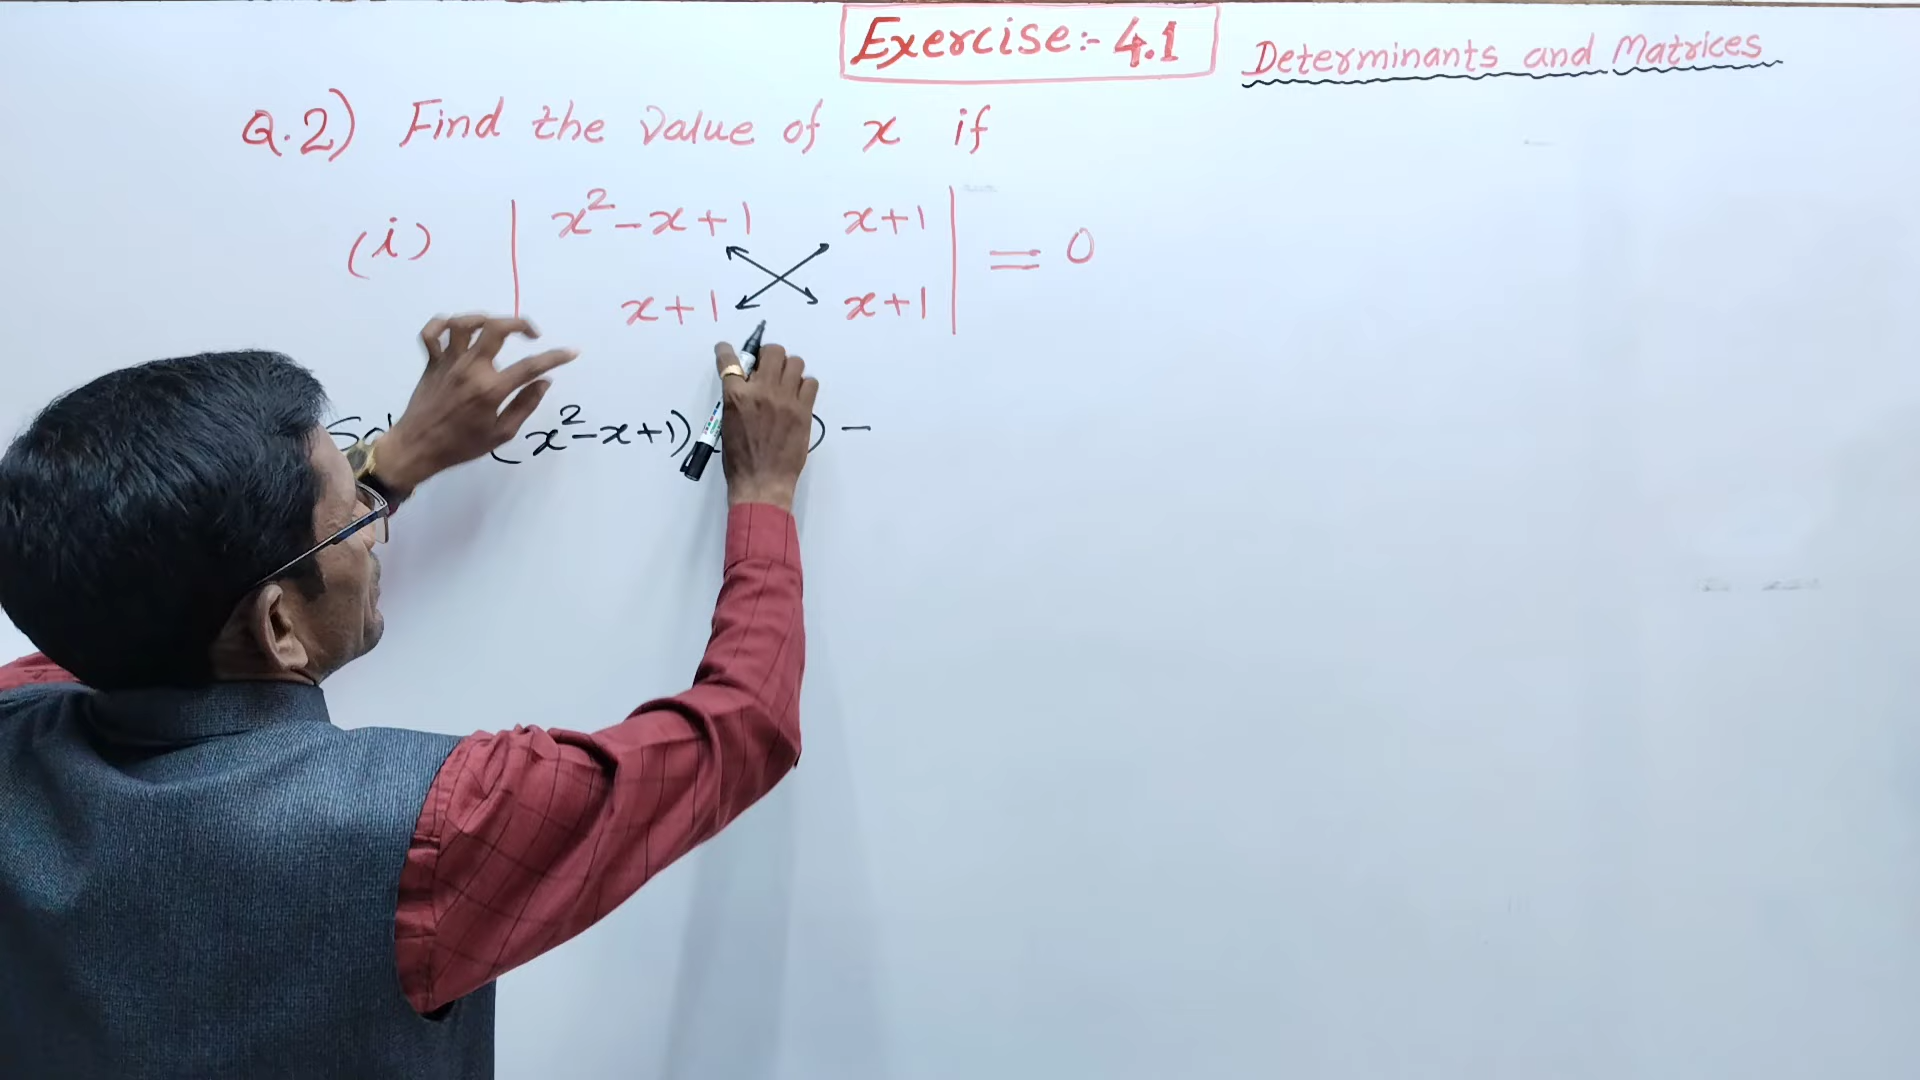 Exercise:- 4.1 Determinants and Matrices
Q.2) Find the value of x if
(i) | x²-x+1 x+1 | = 0
x+1 x+1
(x²-x+1) ) -